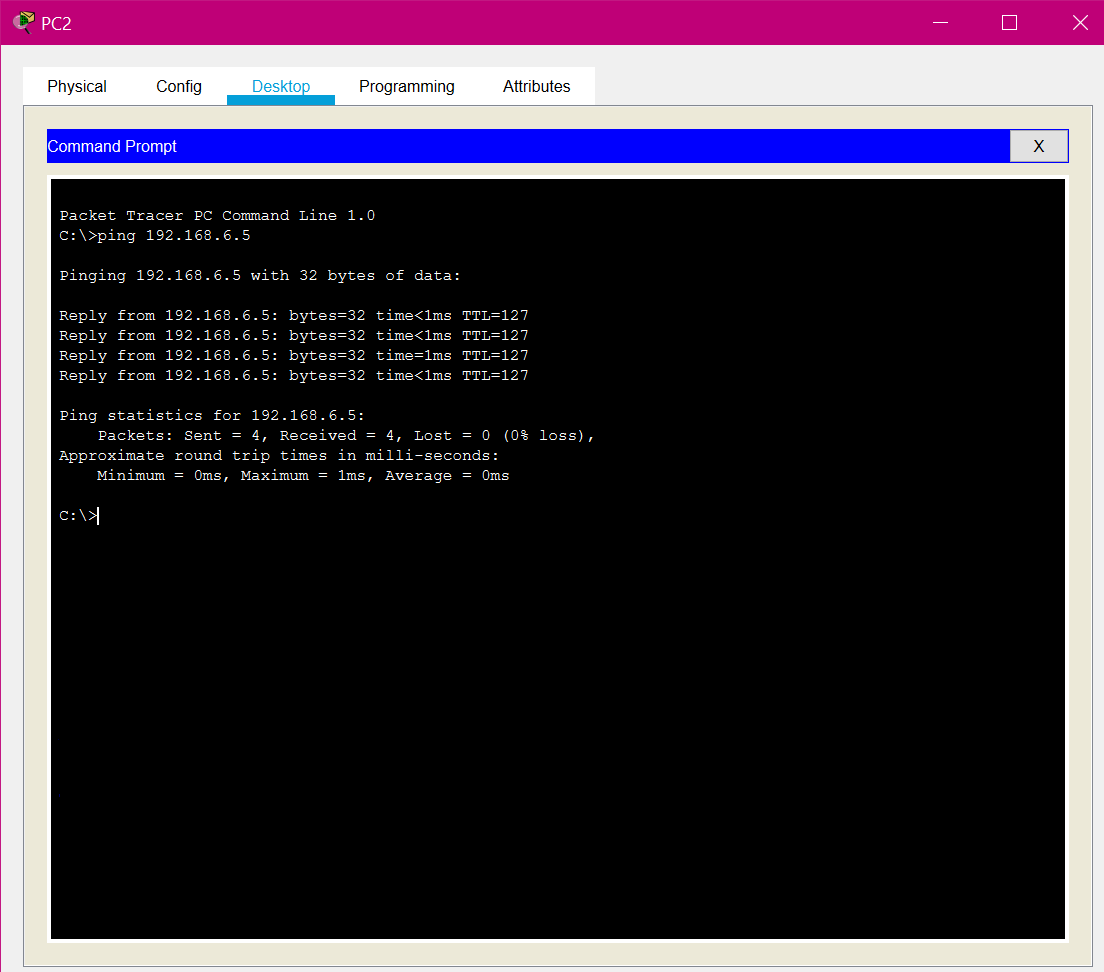 PC2
Physical Config Desktop Programming Attributes
Command Prompt X
Packet Tracer PC Command Line 1.0
C:\>ping 192.168.6.5
Pinging 192.168.6.5 with 32 bytes of data:
Reply from 192.168.6.5: bytes=32 time<1ms TTL=127
Reply from 192.168.6.5: bytes=32 time<1ms TTL=127
Reply from 192.168.6.5: bytes=32 time=1ms TTL=127
Reply from 192.168.6.5: bytes=32 time<1ms TTL=127
Ping statistics for 192.168.6.5:
    Packets: Sent = 4, Received = 4, Lost = 0 (0% loss),
Approximate round trip times in milli-seconds:
    Minimum = 0ms, Maximum = 1ms, Average = 0ms
C:\>